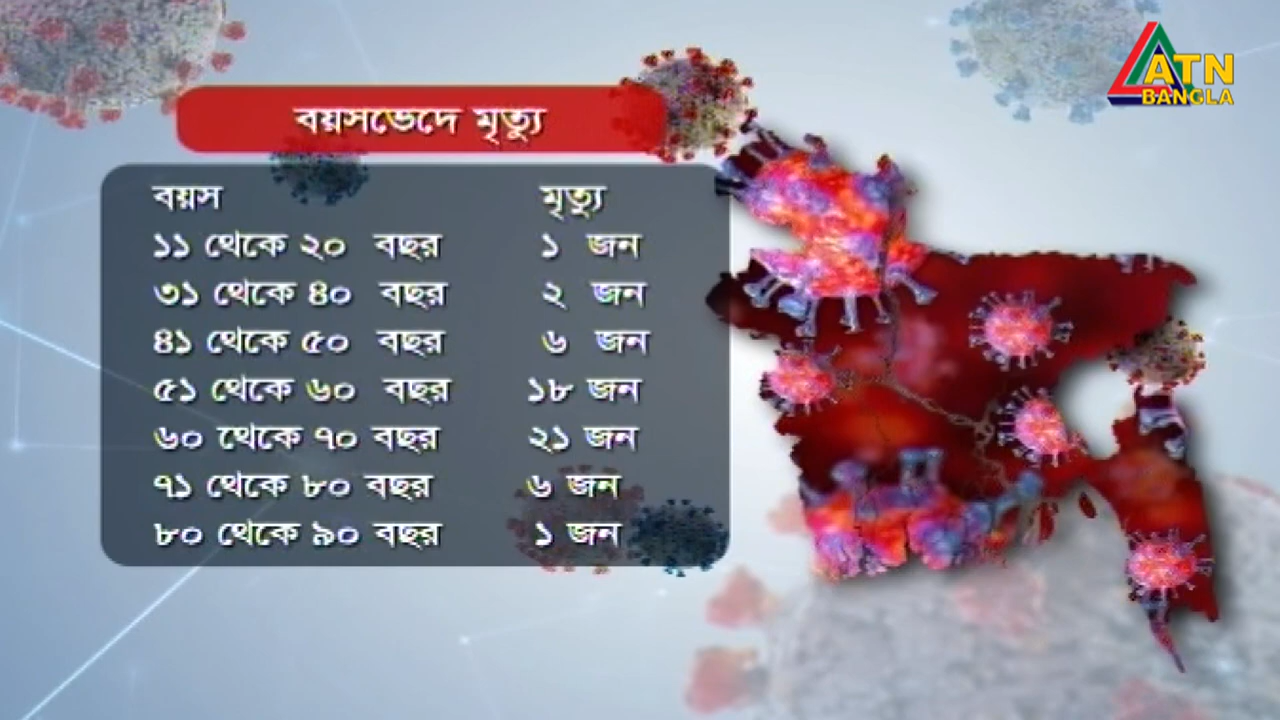 ATN
BANGLA
বয়সভেদে মৃত্যু
বয়স মৃত্যু
১১ থেকে ২০ বছর ১ জন
৩১ থেকে ৪০ বছর ২ জন
৪১ থেকে ৫০ বছর ৬ জন
৫১ থেকে ৬০ বছর ১৮ জন
৬০ থেকে ৭০ বছর ২১ জন
৭১ থেকে ৮০ বছর ৬ জন
৮০ থেকে ৯০ বছর ১ জন